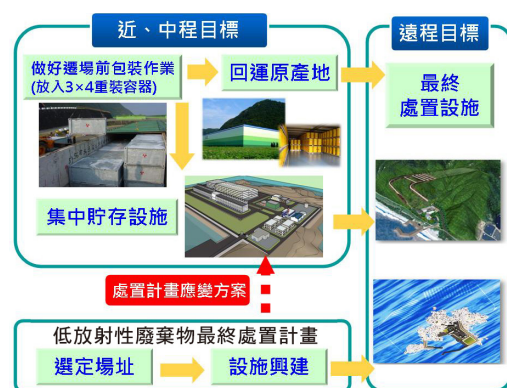 近、中程目標
遠程目標
做好遷場前包裝作業
(放入3×4重裝容器)
回運原產地
最終
處置設施
集中貯存設施
處置計畫應變方案
低放射性廢棄物最終處置計畫
選定場址
設施興建